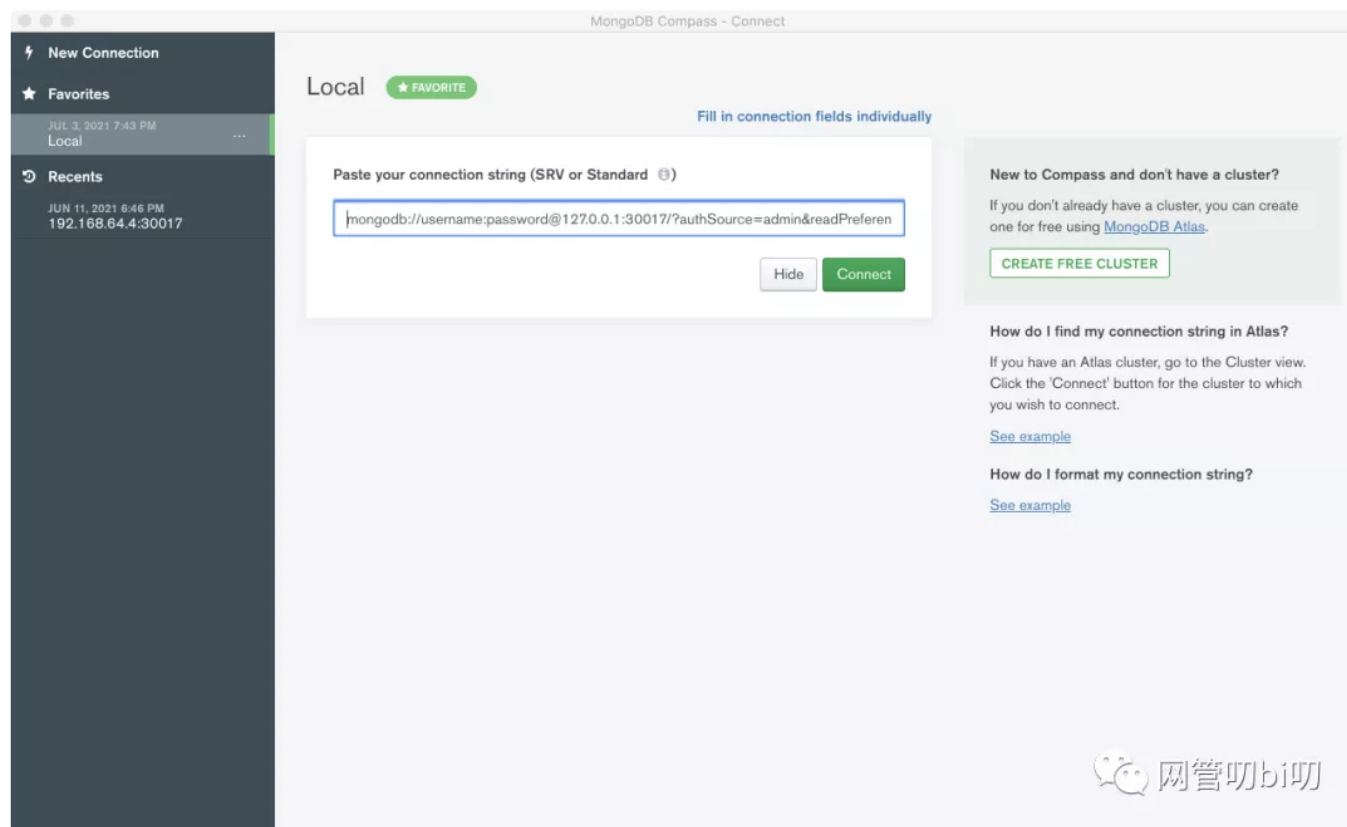 MongoDB Compass - Connect
New Connection
Favorites
JUL 3, 2021 7:43 PM
Local
...
Recents
JUN 11, 2021 6:46 PM
192.168.64.4:30017
Local
FAVORITE
Fill in connection fields individually
Paste your connection string (SRV or Standard )
mongodb://username:password@127.0.0.1:30017/?authSource=admin&readPreferen
Hide
Connect
New to Compass and don't have a cluster?
If you don't already have a cluster, you can create
one for free using MongoDB Atlas.
CREATE FREE CLUSTER
How do I find my connection string in Atlas?
If you have an Atlas cluster, go to the Cluster view.
Click the 'Connect' button for the cluster to which
you wish to connect.
See example
How do I format my connection string?
See example
网管叨bi叨